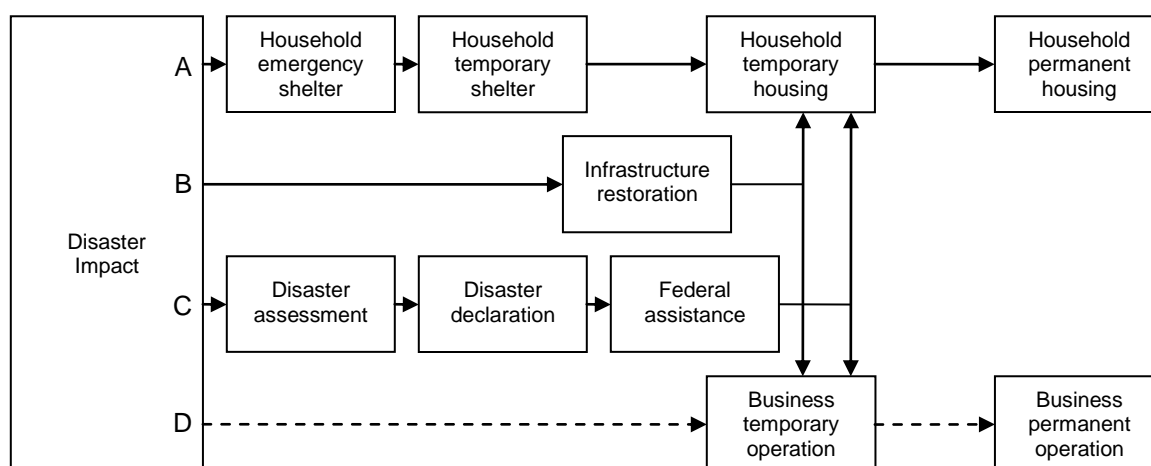 Disaster
Impact
A
Household
emergency
shelter
Household
temporary
shelter
Household
temporary
housing
Household
permanent
housing
B
Infrastructure
restoration
C
Disaster
assessment
Disaster
declaration
Federal
assistance
D
Business
temporary
operation
Business
permanent
operation